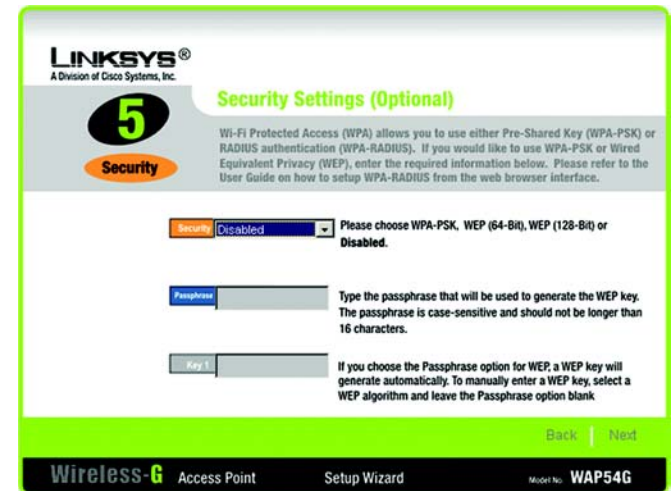 LINKSYS®
A Division of Cisco Systems, Inc.
5
Security
Security Settings (Optional)
Wi-Fi Protected Access (WPA) allows you to use either Pre-Shared Key (WPA-PSK) or
RADIUS authentication (WPA-RADIUS). If you would like to use WPA-PSK or Wired
Equivalent Privacy (WEP), enter the required information below. Please refer to the
User Guide on how to setup WPA-RADIUS from the web browser interface.
Security Disabled
Please choose WPA-PSK, WEP (64-Bit), WEP (128-Bit) or
Disabled.
Passphrase
Type the passphrase that will be used to generate the WEP key.
The passphrase is case-sensitive and should not be longer than
16 characters.
Key 1
If you choose the Passphrase option for WEP, a WEP key will
generate automatically. To manually enter a WEP key, select a
WEP algorithm and leave the Passphrase option blank
Back | Next
Wireless-G Access Point Setup Wizard Model No. WAP54G